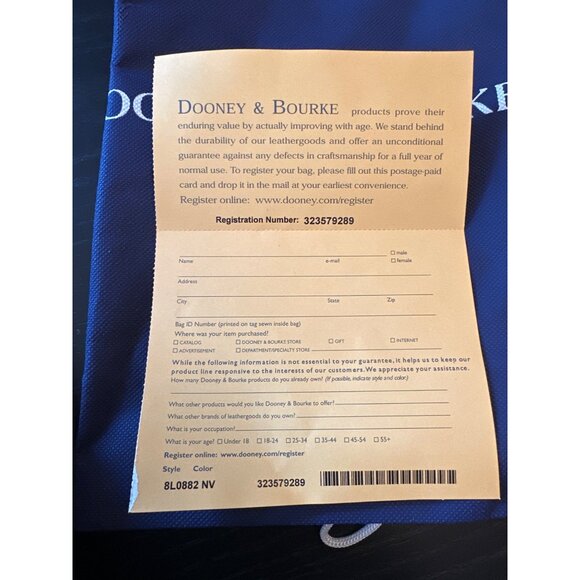 DOO KE
DOONEY & BOURKE products prove their
enduring value by actually improving with age. We stand behind
the durability of our leathergoods and offer an unconditional
guarantee against any defects in craftsmanship for a full year of
normal use. To register your bag, please fill out this postage-paid
card and drop it in the mail at your earliest convenience.
Register online: www.dooney.com/register
Registration Number: 323579289
☐ male
Name e-mail ☐ female
Address
City State Zip
Bag ID Number (printed on tag sewn inside bag)
Where was your item purchased?
☐ CATALOG ☐ DOONEY & BOURKE STORE ☐ GIFT ☐ INTERNET
☐ ADVERTISEMENT ☐ DEPARTMENT/SPECIALTY STORE
While the following information is not essential to your guarantee, it helps us to keep our
product line responsive to the interests of our customers. We appreciate your assistance.
How many Dooney & Bourke products do you already own? (If possible, indicate style and color)
What other products would you like Dooney & Bourke to offer?
What other brands of leathergoods do you own?
What is your occupation?
What is your age? ☐ Under 18 ☐ 18-24 ☐ 25-34 ☐ 35-44 ☐ 45-54 ☐ 55+
Register online: www.dooney.com/register
Style Color
8L0882 NV 323579289